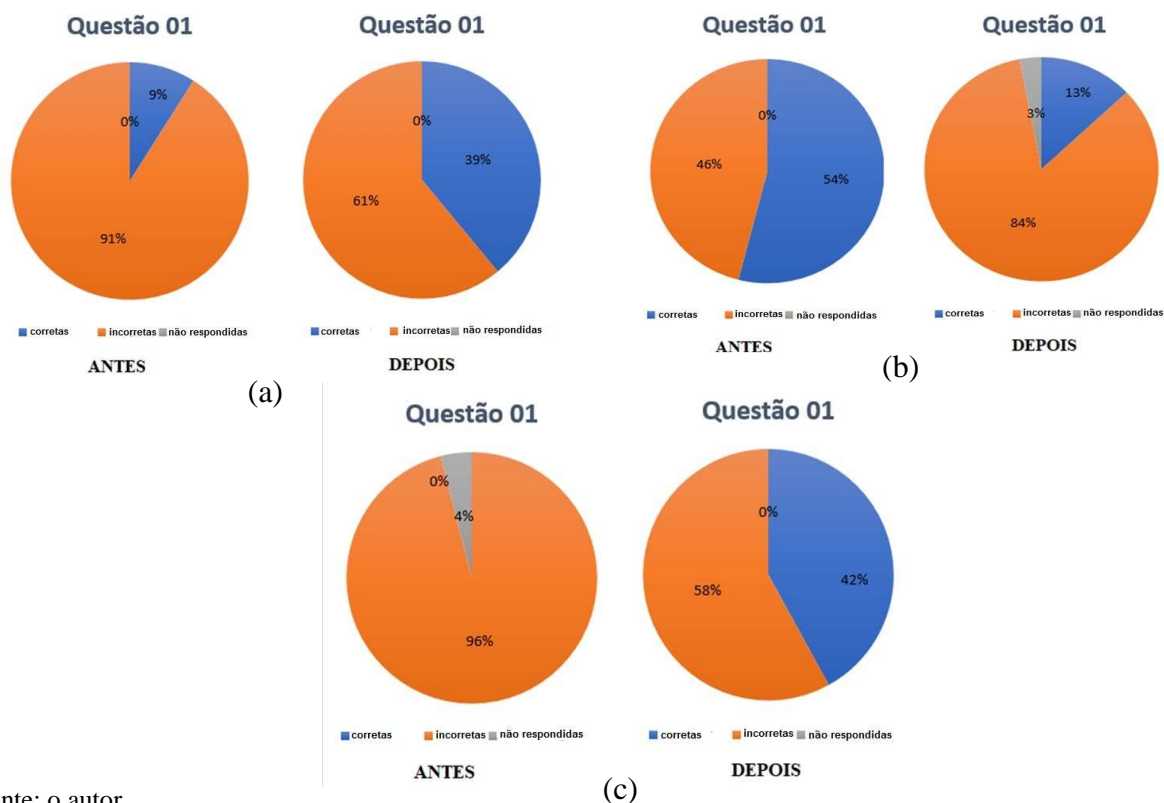 Questão 01
9%
0%
91%
corretas incorretas não respondidas
ANTES
Questão 01
0%
39%
61%
corretas incorretas não respondidas
DEPOIS
(a)
Questão 01
0%
46%
54%
corretas incorretas não respondidas
ANTES
Questão 01
13%
3%
84%
corretas incorretas não respondidas
DEPOIS
(b)
Questão 01
0%
4%
96%
corretas incorretas não respondidas
ANTES
Questão 01
0%
42%
58%
corretas incorretas não respondidas
DEPOIS
(c)
nte: o autor